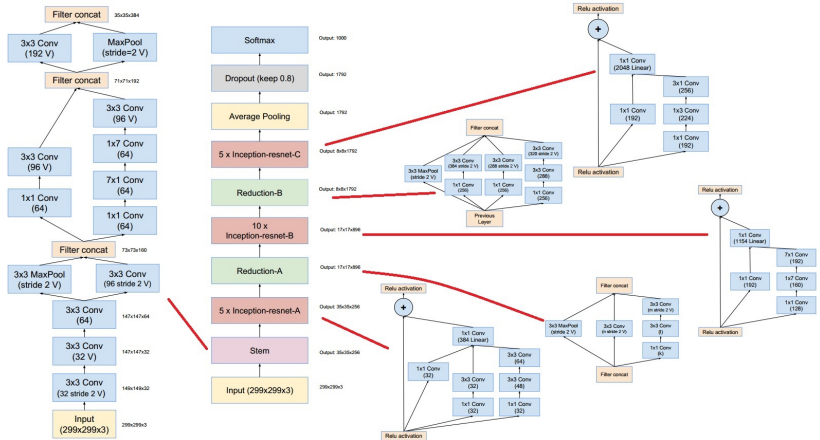 Filter concat
35x35x384
3x3 Conv
(192 V)
MaxPool
(stride=2 V)
Filter concat
71x71x192
3x3 Conv
(96 V)
1x7 Conv
(64)
3x3 Conv
(96 V)
7x1 Conv
(64)
1x1 Conv
(64)
1x1 Conv
(64)
Filter concat
73x73x160
3x3 MaxPool
(stride 2 V)
3x3 Conv
(96 stride 2 V)
3x3 Conv
(64)
147x147x64
3x3 Conv
(32 V)
147x147x32
3x3 Conv
(32 stride 2 V)
149x149x32
Input
(299x299x3)
299x299x3
Softmax
Output: 1000
Dropout (keep 0.8)
Output: 1792
Average Pooling
Output: 1792
5 x Inception-resnet-C
Output: 8x8x1792
Reduction-B
Output: 8x8x1792
10 x
Inception-resnet-B
Output: 17x17x896
Reduction-A
Output: 17x17x896
5 x Inception-resnet-A
Output: 35x35x256
Stem
Output: 35x35x256
Input (299x299x3)
299x299x3
Relu activation
+
1x1 Conv
(2048 Linear)
3x1 Conv
(256)
1x1 Conv
(192)
1x3 Conv
(224)
1x1 Conv
(192)
Relu activation
Filter concat
3x3 Conv
(320 stride 2 V)
3x3 MaxPool
(stride 2 V)
3x3 Conv
(384 stride 2 V)
3x3 Conv
(288 stride 2 V)
3x3 Conv
(288)
1x1 Conv
(256)
1x1 Conv
(256)
1x1 Conv
(256)
Previous
Layer
Relu activation
+
1x1 Conv
(1154 Linear)
7x1 Conv
(192)
1x1 Conv
(192)
1x7 Conv
(160)
1x1 Conv
(128)
Relu activation
Filter concat
3x3 Conv
(m stride 2 V)
3x3 MaxPool
(stride 2 V)
3x3 Conv
(n stride 2 V)
3x3 Conv
(l)
1x1 Conv
(k)
Filter concat
Relu activation
+
1x1 Conv
(384 Linear)
3x3 Conv
(64)
1x1 Conv
(32)
3x3 Conv
(32)
3x3 Conv
(48)
1x1 Conv
(32)
1x1 Conv
(32)
Relu activation